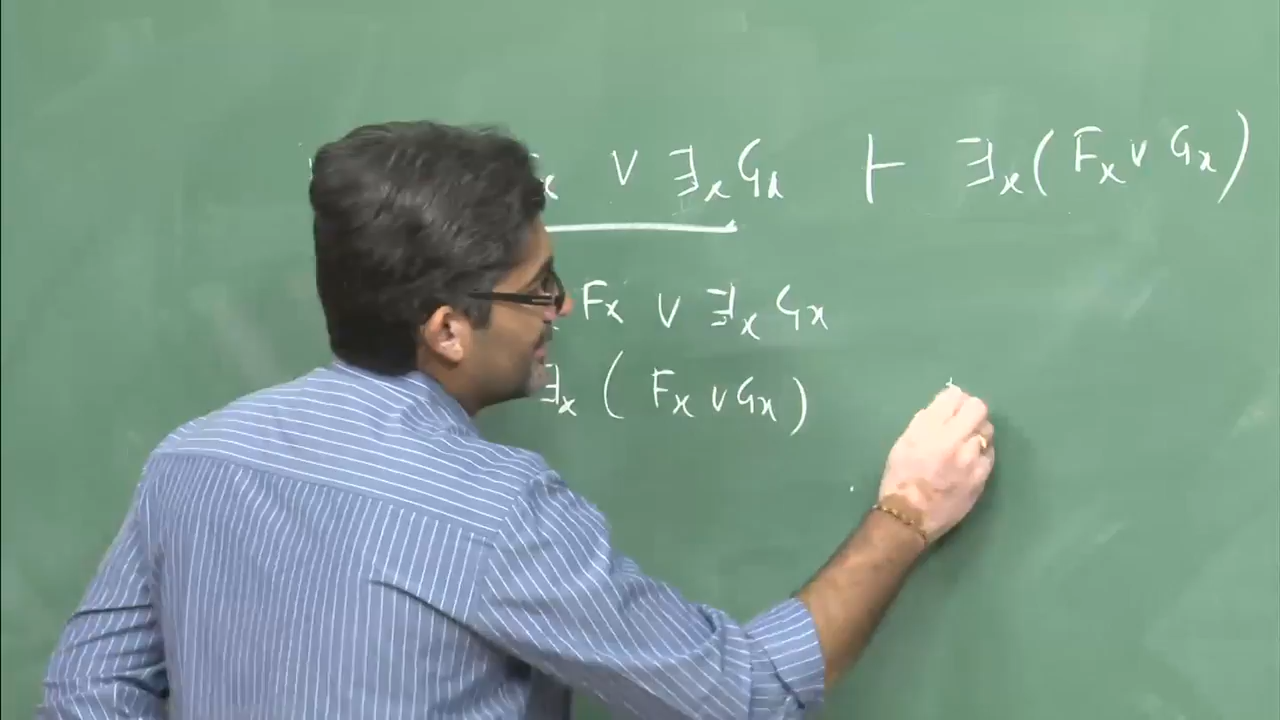 x ∨ ∃x Gx ⊢ ∃x ( Fx ∨ Gx )
Fx ∨ ∃x Gx
∃x ( Fx ∨ Gx )